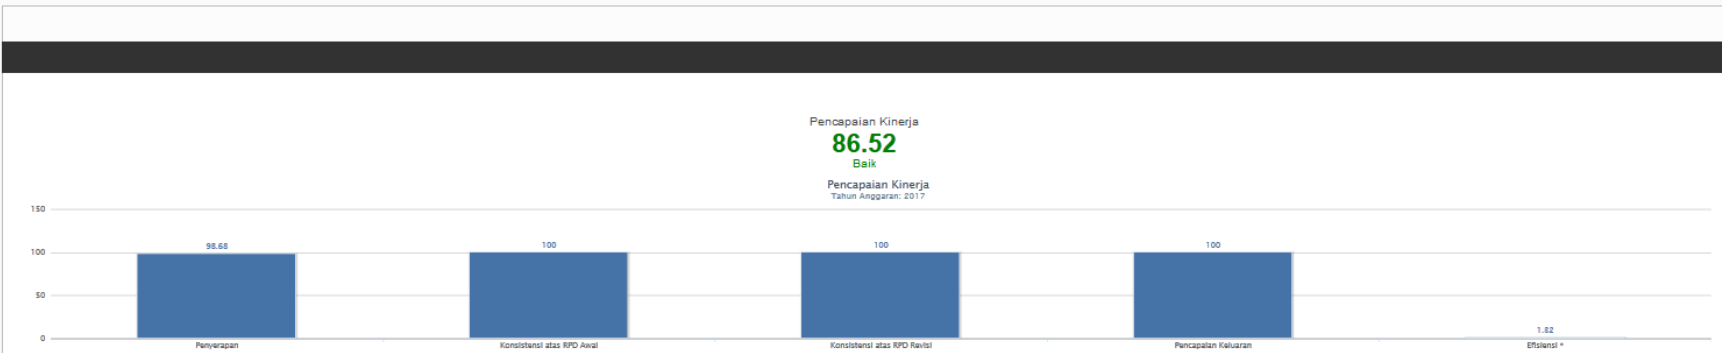 Pencapaian Kinerja
86.52
Baik
Pencapaian Kinerja
Tahun Anggaran: 2017
150
100
50
0
98.68
100
100
100
1.82
Penyerapan
Konsistensi atas RPD Awal
Konsistensi atas RPD Revisi
Pencapaian Keluaran
Efisiensi *